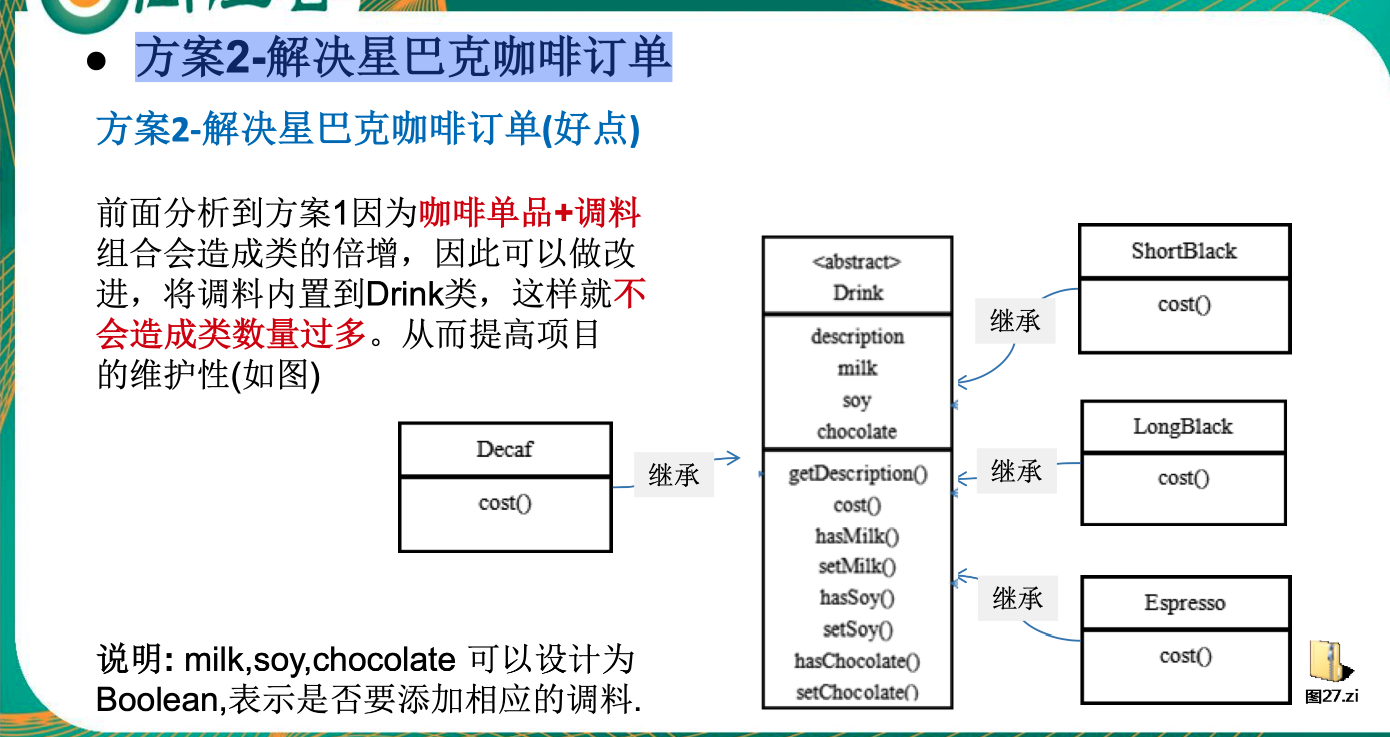 方案2-解决星巴克咖啡订单
方案2-解决星巴克咖啡订单(好点)
前面分析到方案1因为咖啡单品+调料
组合会造成类的倍增，因此可以做改
进，将调料内置到Drink类，这样就不
会造成类数量过多。从而提高项目
的维护性(如图)
Decaf
cost()
继承
<abstract>
Drink
description
milk
soy
chocolate
getDescription()
cost()
hasMilk()
setMilk()
hasSoy()
setSoy()
hasChocolate()
setChocolate()
继承
ShortBlack
cost()
继承
LongBlack
cost()
继承
Espresso
cost()
说明: milk,soy,chocolate 可以设计为
Boolean,表示是否要添加相应的调料.
图27.zi